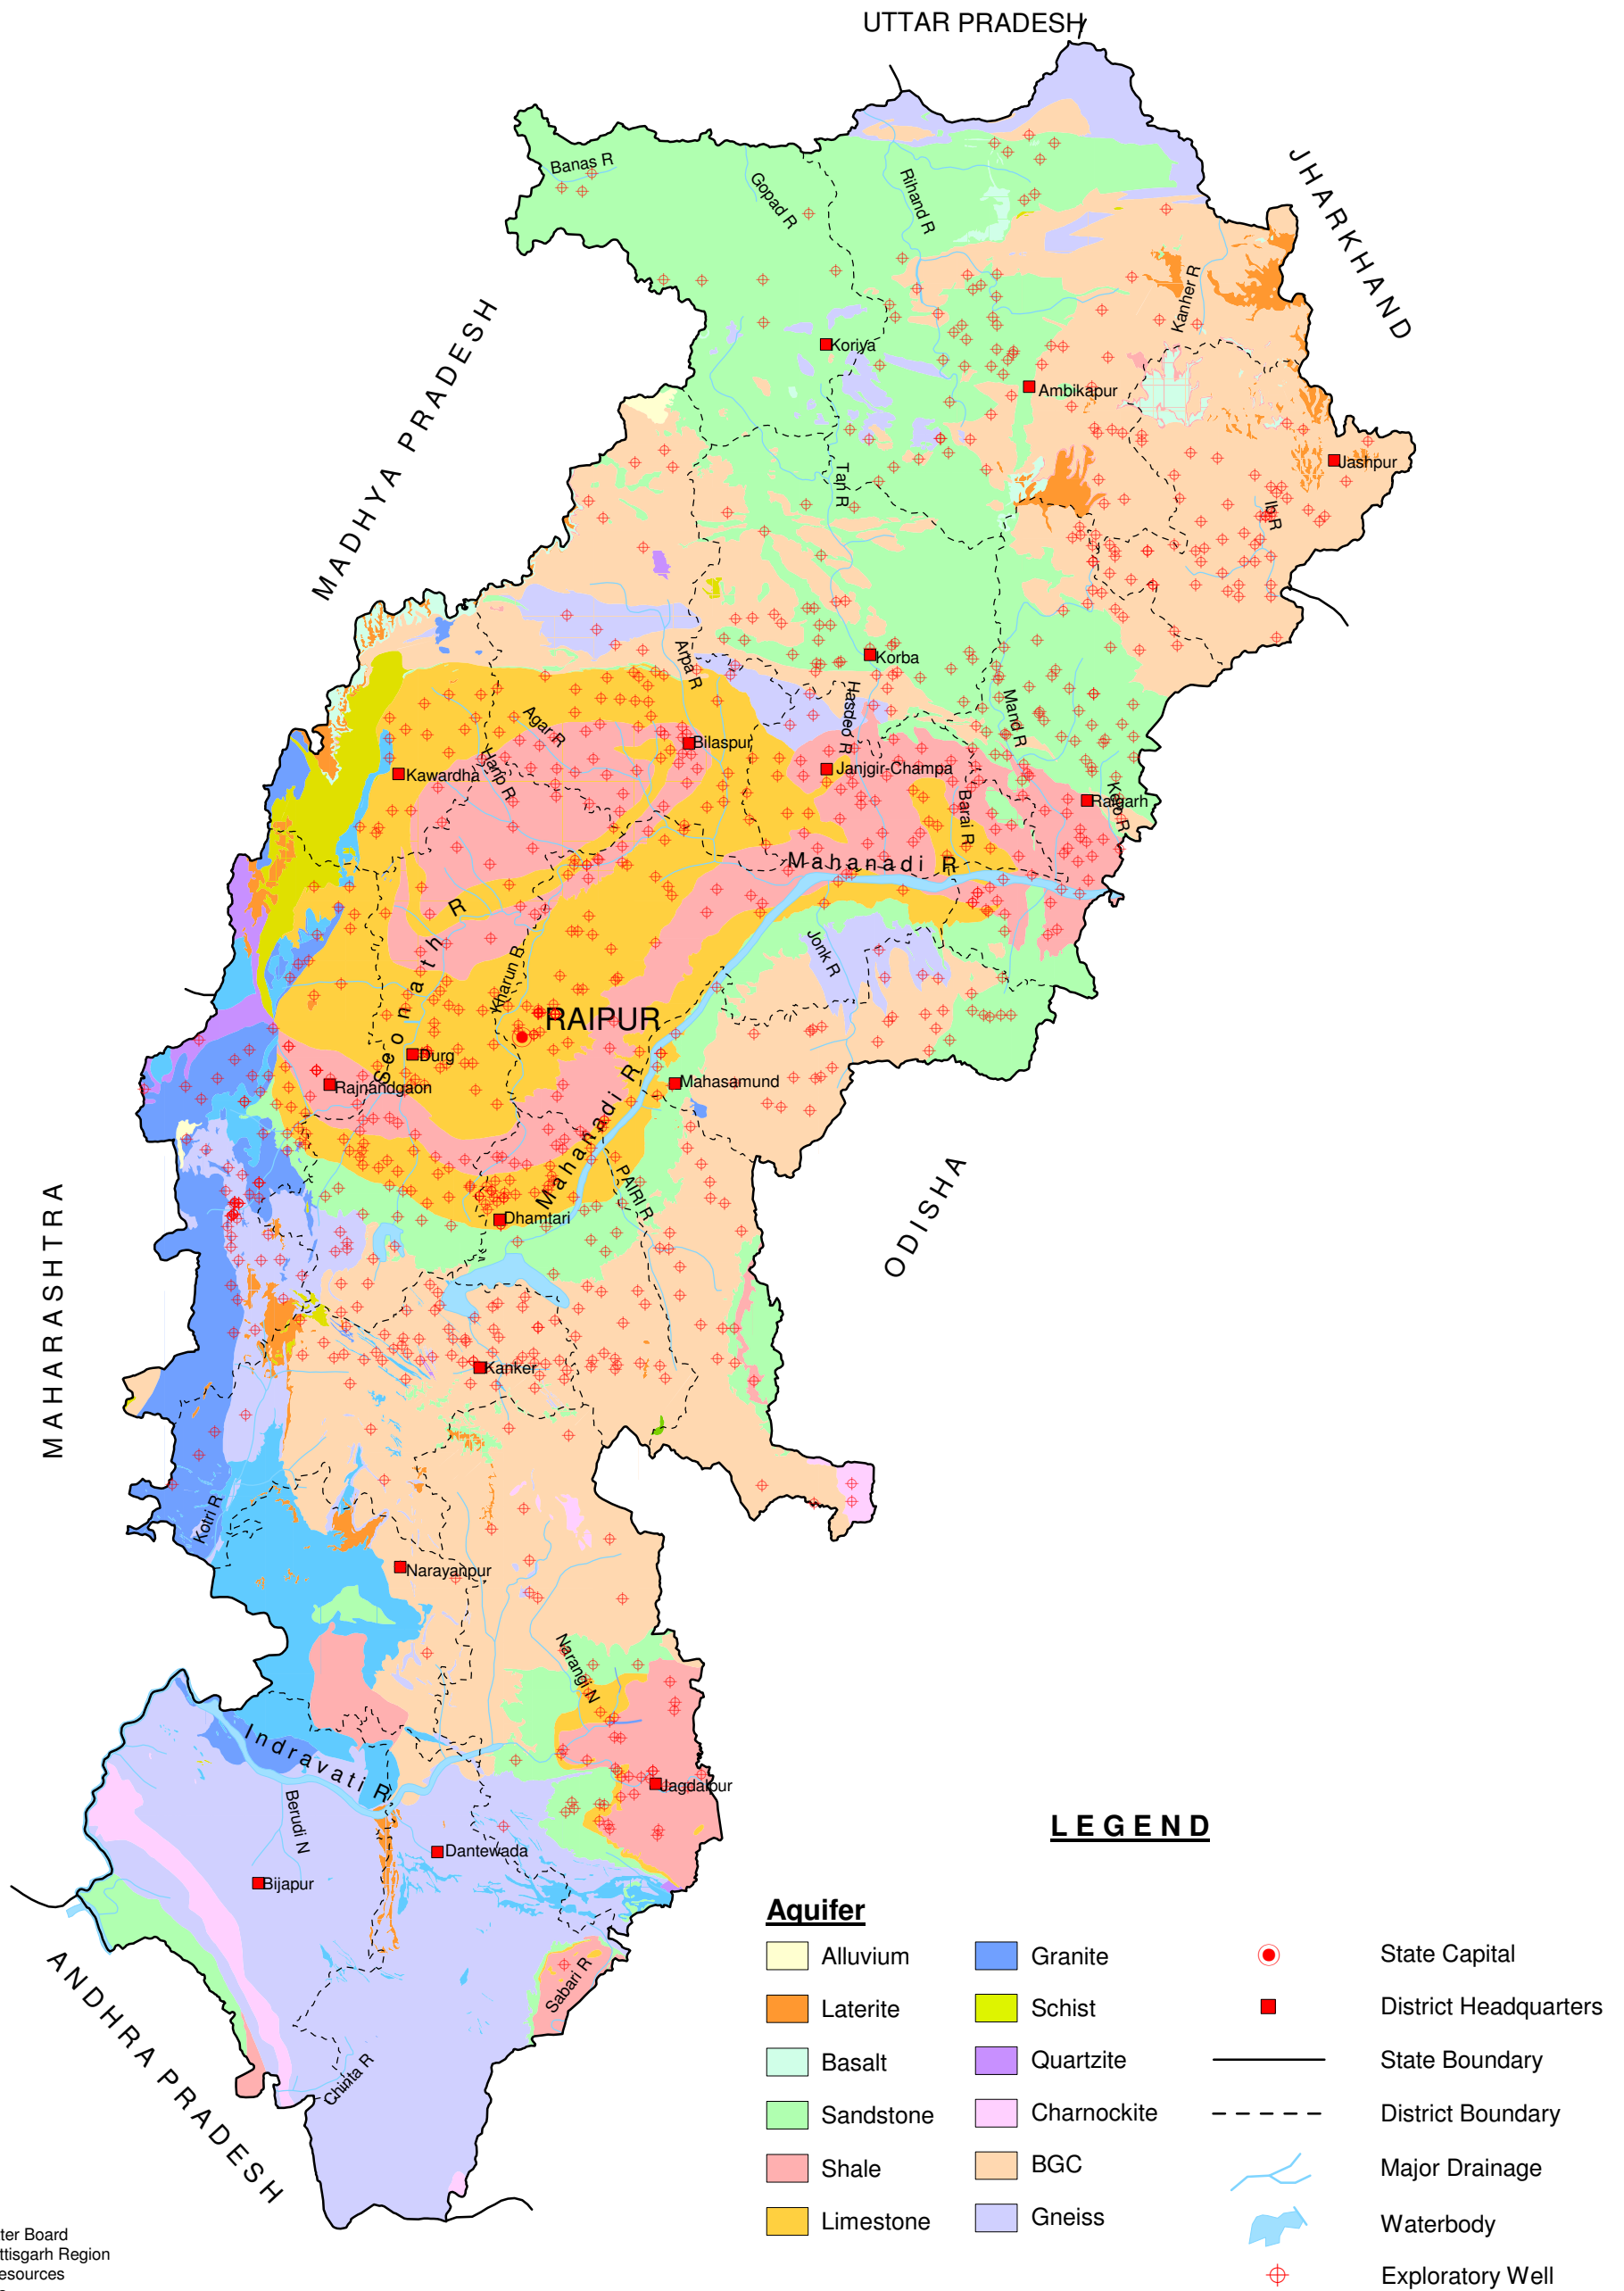 UTTAR PRADESH
JHARKHAND
Banas R
Gopad R
Rihand R
Kanher R
MADHYA PRADESH
Koriya
Ambikapur
Jashpur
Tan R
Ib R
Arpa R
Korba
Hasdeo R
Mand R
Agar R
Hanp R
Bilaspur
Kawardha
Janjgir-Champa
Barai R
Raigarh
Kelo R
Mahanadi R
Seonath R
Kharun R
Jonk R
RAIPUR
Durg
Rajnandgaon
Mahasamund
Mahanadi R
PAIRI R
MAHARASHTRA
ODISHA
Dhamtari
Kanker
Kotri R
Narayanpur
Narangi N
Indravati R
Jagdalpur
Berudi N
Dantewada
Bijapur
Sabari R
ANDHRA PRADESH
Chinta R
LEGEND
Aquifer
Alluvium
Laterite
Basalt
Sandstone
Shale
Limestone
Granite
Schist
Quartzite
Charnockite
BGC
Gneiss
State Capital
District Headquarters
State Boundary
District Boundary
Major Drainage
Waterbody
Exploratory Well
ter Board
ttisgarh Region
esources